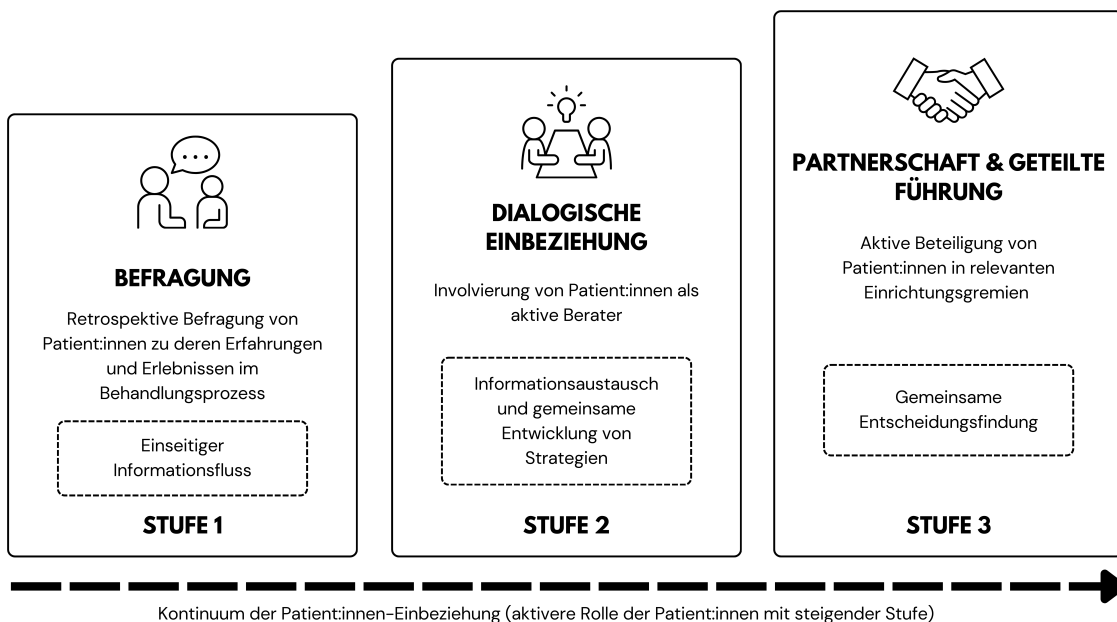 BEFRAGUNG
Retrospektive Befragung von
Patient:innen zu deren Erfahrungen
und Erlebnissen im
Behandlungsprozess
Einseitiger
Informationsfluss
STUFE 1
DIALOGISCHE
EINBEZIEHUNG
Involvierung von Patient:innen als
aktive Berater
Informationsaustausch
und gemeinsame
Entwicklung von
Strategien
STUFE 2
PARTNERSCHAFT & GETEILTE
FÜHRUNG
Aktive Beteiligung von
Patient:innen in relevanten
Einrichtungsgremien
Gemeinsame
Entscheidungsfindung
STUFE 3
Kontinuum der Patient:innen-Einbeziehung (aktivere Rolle der Patient:innen mit steigender Stufe)